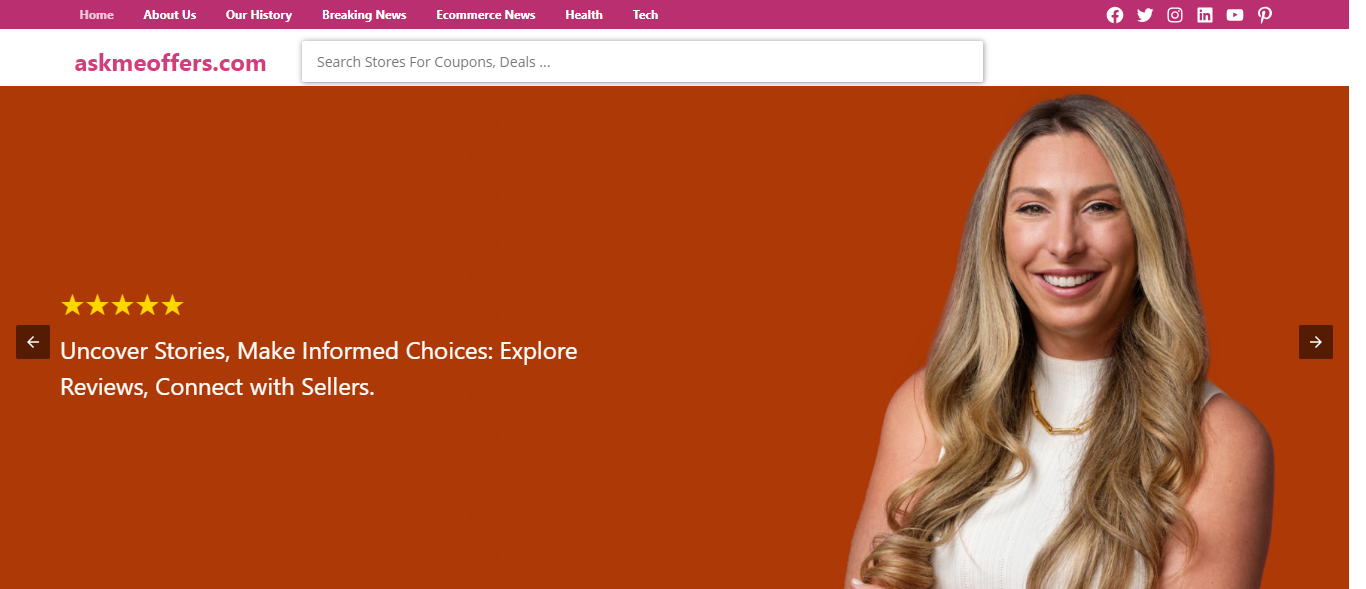 Home About Us Our History Breaking News Ecommerce News Health Tech
askmeoffers.com
Search Stores For Coupons, Deals ...
Uncover Stories, Make Informed Choices: Explore
Reviews, Connect with Sellers.